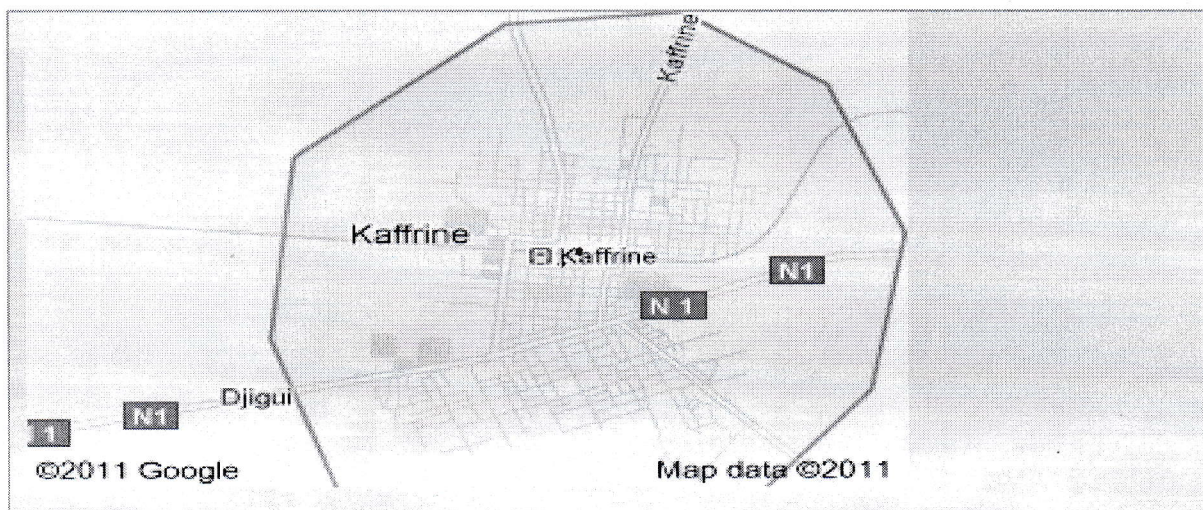 Kaffrine
Kaffrine
Kaffrine
N1
N 1
Djigui
N1
1
©2011 Google
Map data ©2011